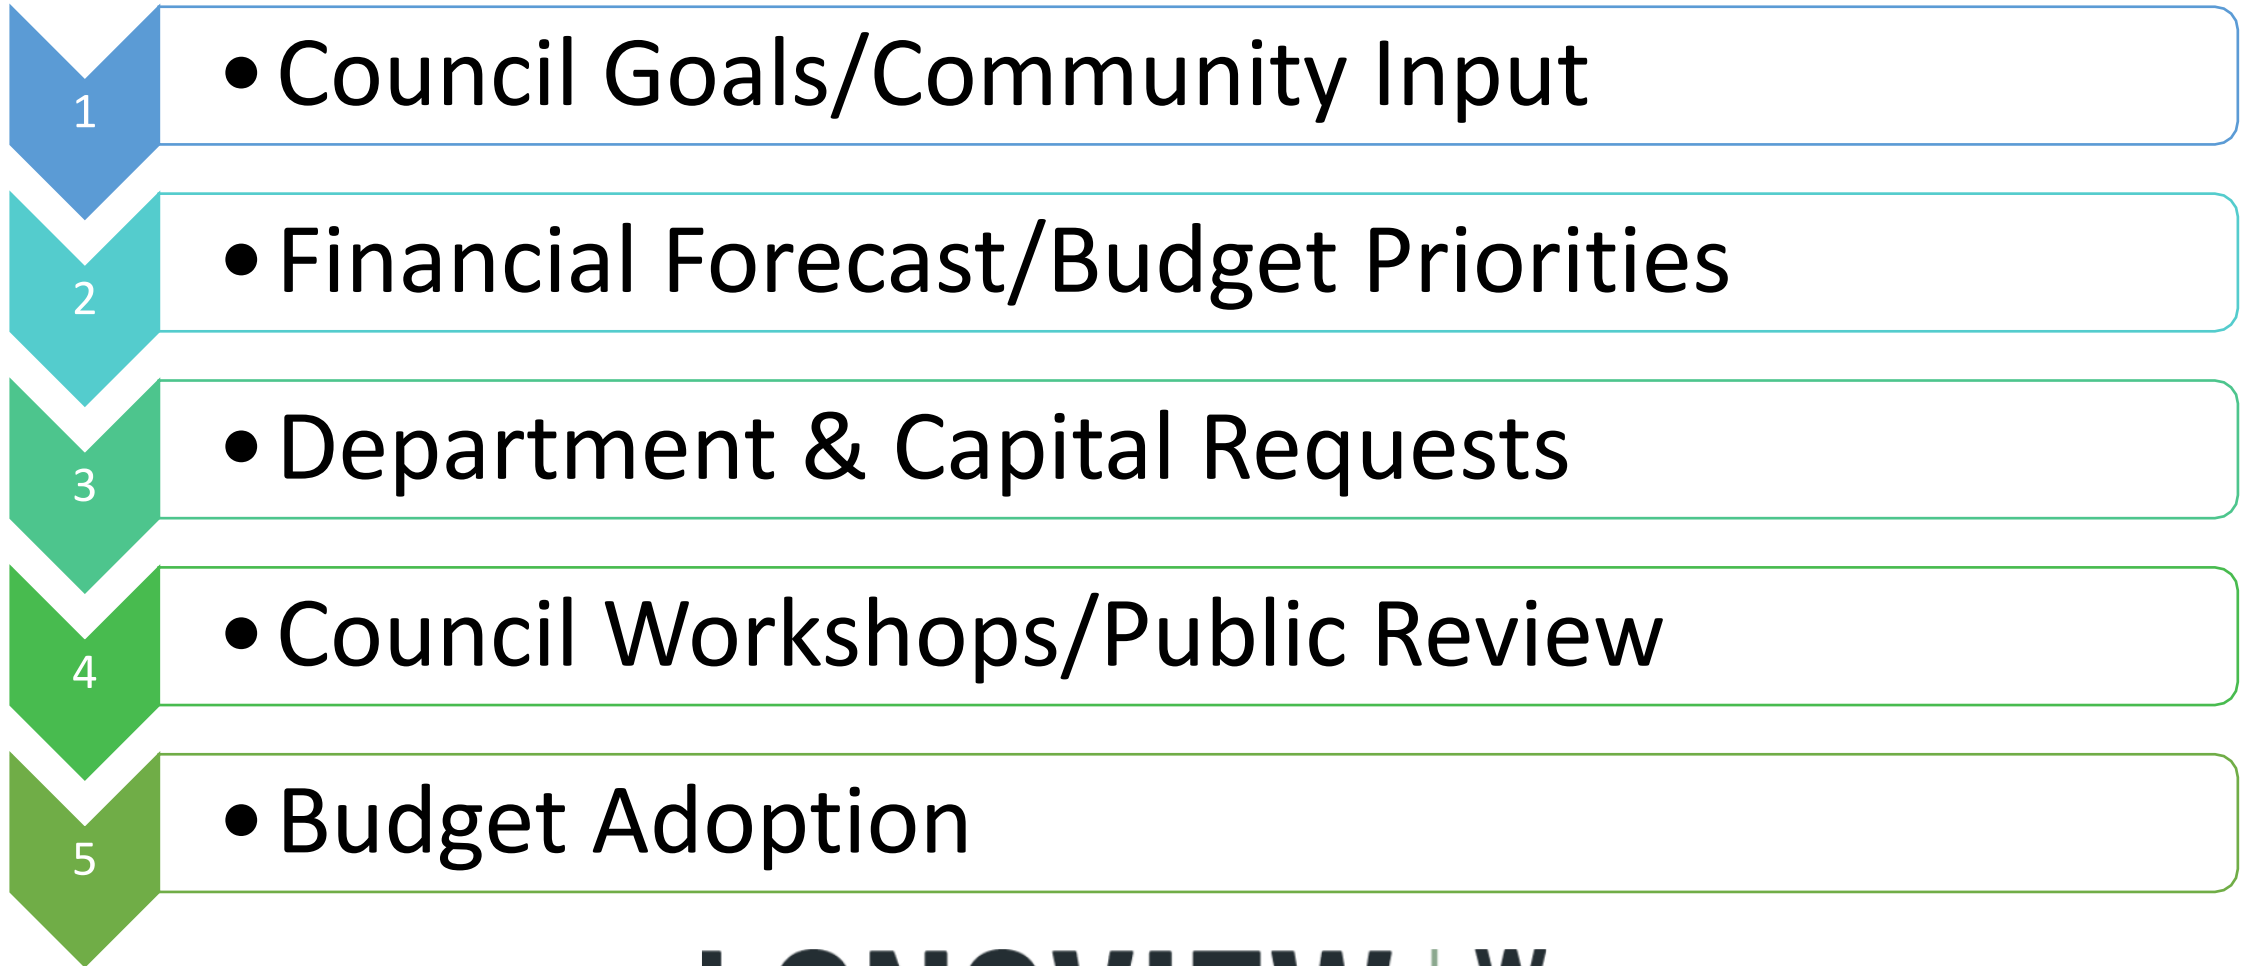 1
• Council Goals/Community Input
2
• Financial Forecast/Budget Priorities
3
• Department & Capital Requests
4
• Council Workshops/Public Review
5
• Budget Adoption
LONGVIEW | W